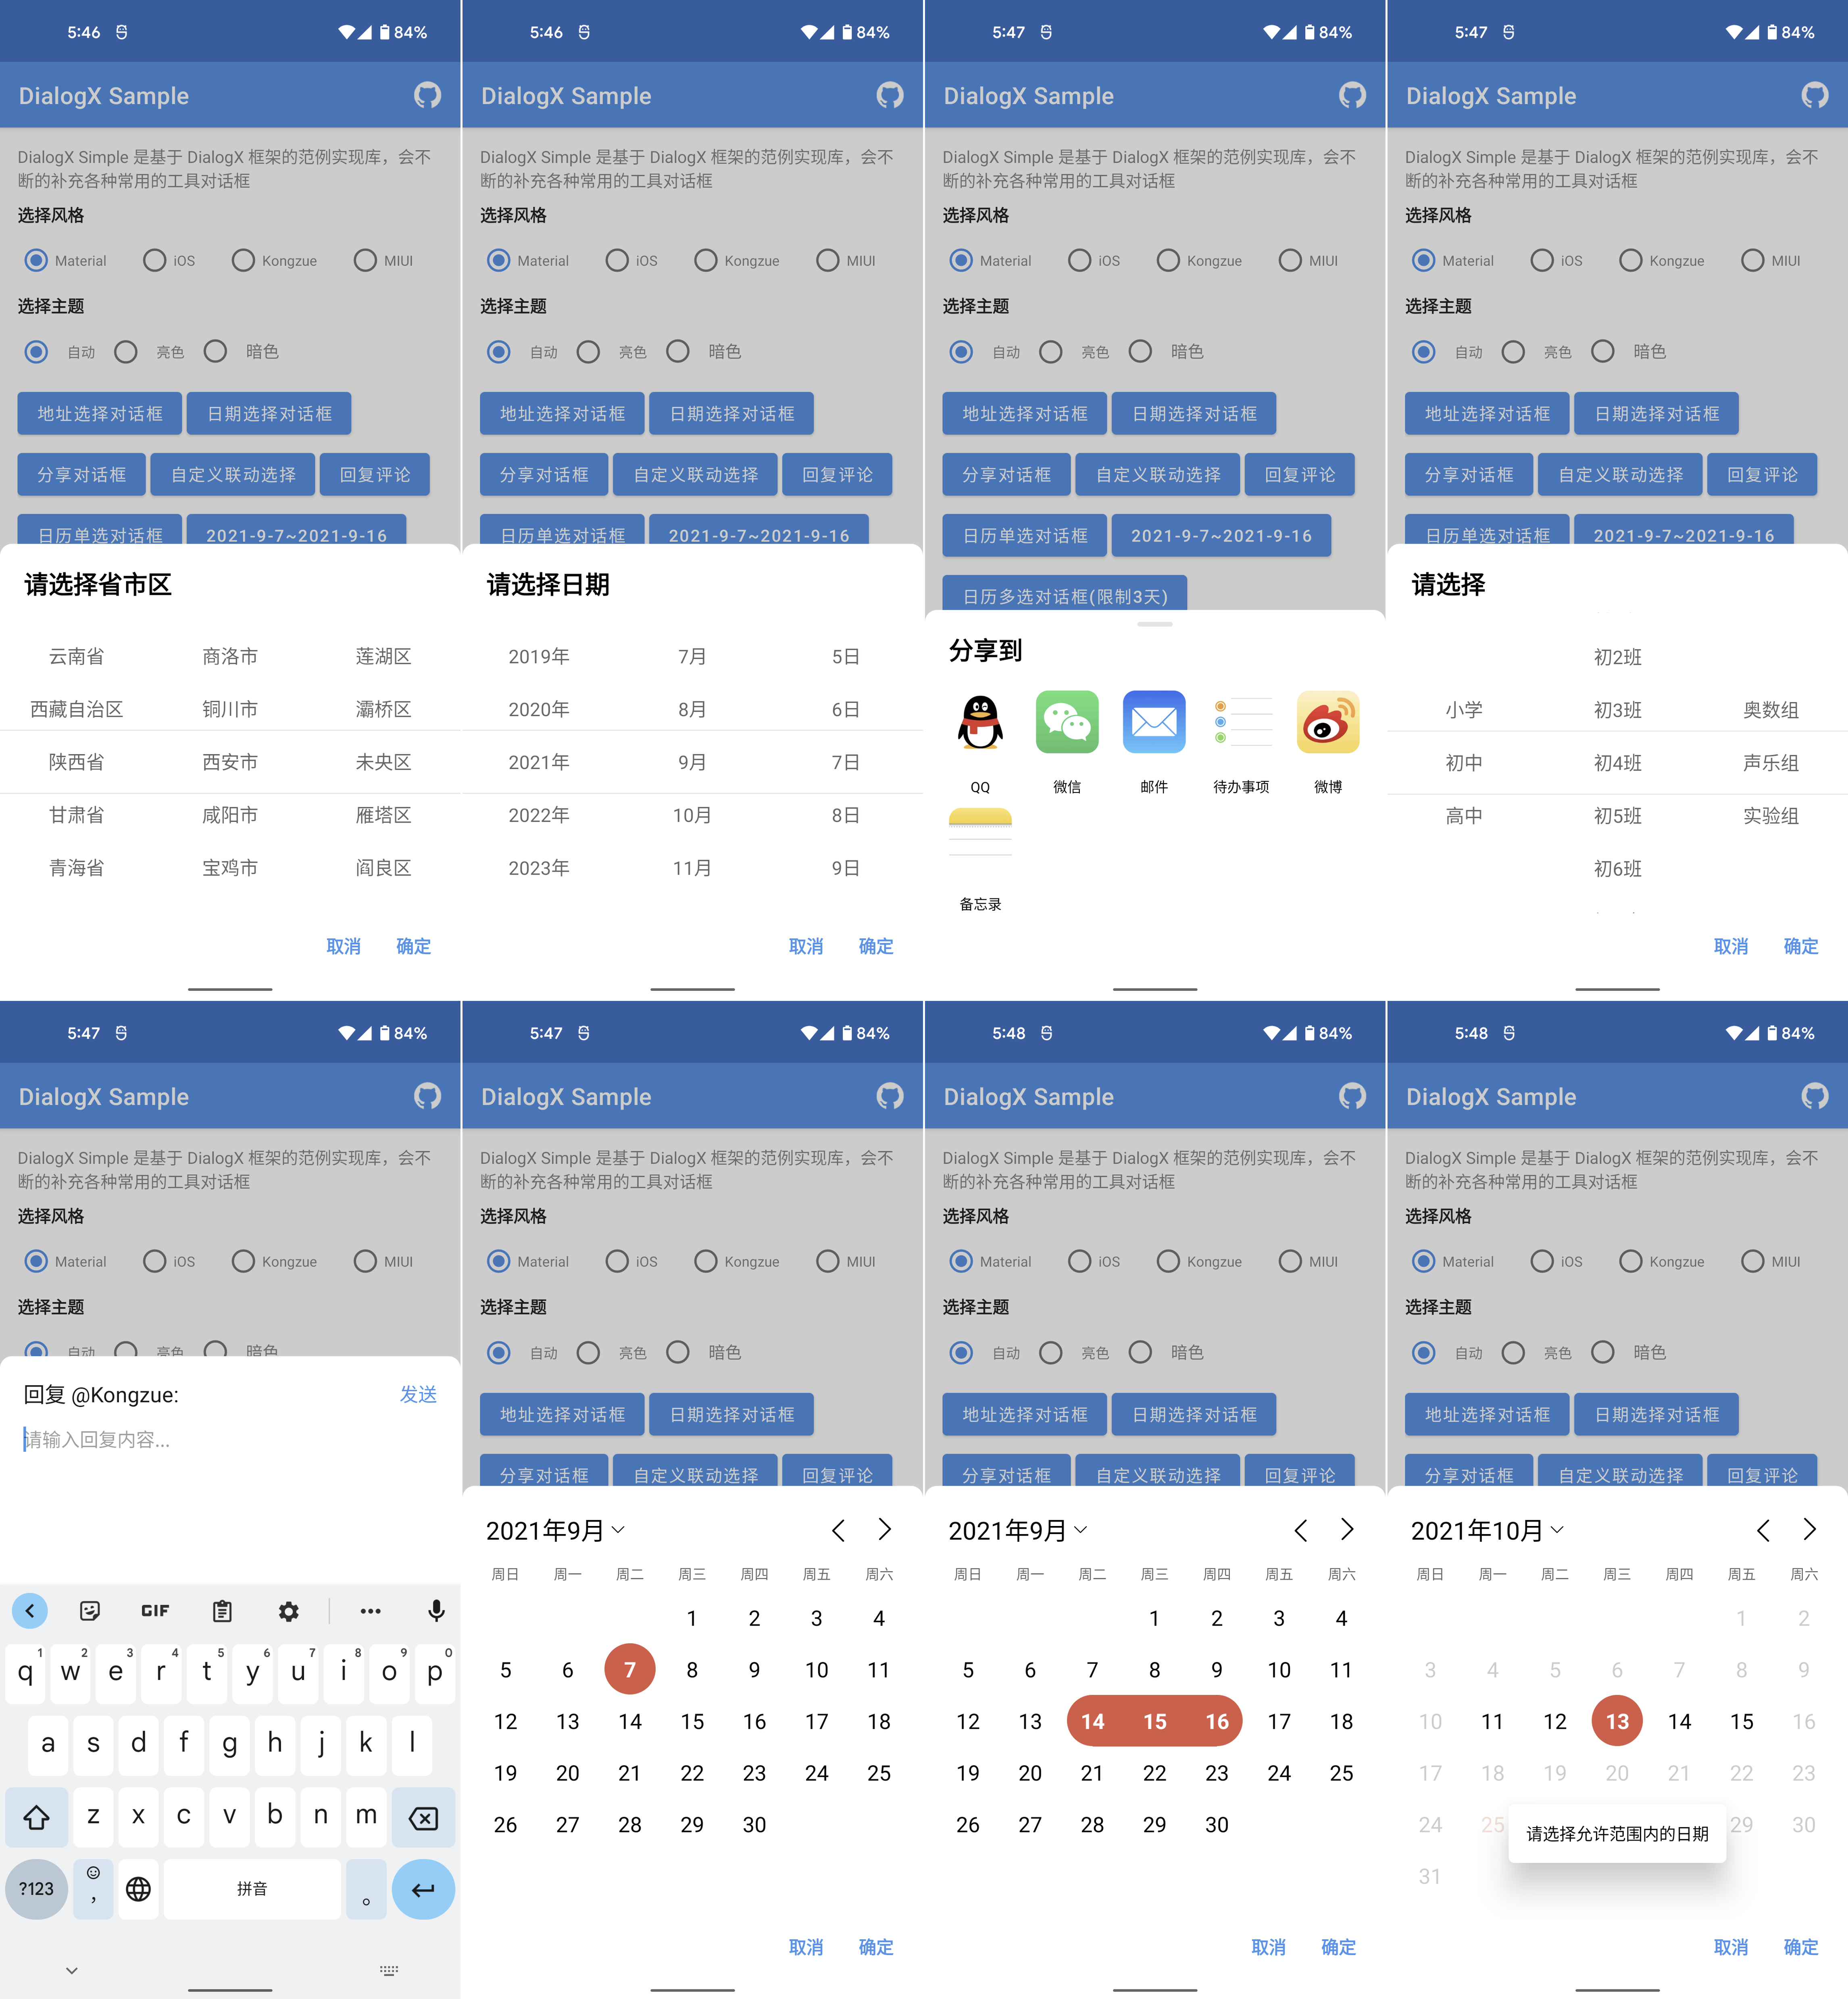 5:46
84%
DialogX Sample
DialogX Simple 是基于 DialogX 框架的范例实现库，会不
断的补充各种常用的工具对话框
选择风格
Material iOS Kongzue MIUI
选择主题
自动 亮色 暗色
地址选择对话框 日期选择对话框
分享对话框 自定义联动选择 回复评论
日历单选对话框 2021-9-7~2021-9-16
请选择省市区
云南省 商洛市 莲湖区
西藏自治区 铜川市 灞桥区
陕西省 西安市 未央区
甘肃省 咸阳市 雁塔区
青海省 宝鸡市 阎良区
取消 确定
5:46
84%
DialogX Sample
DialogX Simple 是基于 DialogX 框架的范例实现库，会不
断的补充各种常用的工具对话框
选择风格
Material iOS Kongzue MIUI
选择主题
自动 亮色 暗色
地址选择对话框 日期选择对话框
分享对话框 自定义联动选择 回复评论
日历单选对话框 2021-9-7~2021-9-16
请选择日期
2019年 7月 5日
2020年 8月 6日
2021年 9月 7日
2022年 10月 8日
2023年 11月 9日
取消 确定
5:47
84%
DialogX Sample
DialogX Simple 是基于 DialogX 框架的范例实现库，会不
断的补充各种常用的工具对话框
选择风格
Material iOS Kongzue MIUI
选择主题
自动 亮色 暗色
地址选择对话框 日期选择对话框
分享对话框 自定义联动选择 回复评论
日历单选对话框 2021-9-7~2021-9-16
日历多选对话框(限制3天)
分享到
QQ 微信 邮件 待办事项 微博
备忘录
5:47
84%
DialogX Sample
DialogX Simple 是基于 DialogX 框架的范例实现库，会不
断的补充各种常用的工具对话框
选择风格
Material iOS Kongzue MIUI
选择主题
自动 亮色 暗色
地址选择对话框 日期选择对话框
分享对话框 自定义联动选择 回复评论
日历单选对话框 2021-9-7~2021-9-16
请选择
初2班
小学 初3班 奥数组
初中 初4班 声乐组
高中 初5班 实验组
初6班
取消 确定
5:47
84%
DialogX Sample
DialogX Simple 是基于 DialogX 框架的范例实现库，会不
断的补充各种常用的工具对话框
选择风格
Material iOS Kongzue MIUI
选择主题
自动 亮色 暗色
回复 @Kongzue: 发送
请输入回复内容...
GIF
1 2 3 4 5 6 7 8 9 0
q w e r t y u i o p
a s d f g h j k l
z x c v b n m
?123 , 拼音 。
5:47
84%
DialogX Sample
DialogX Simple 是基于 DialogX 框架的范例实现库，会不
断的补充各种常用的工具对话框
选择风格
Material iOS Kongzue MIUI
选择主题
自动 亮色 暗色
地址选择对话框 日期选择对话框
分享对话框 自定义联动选择 回复评论
2021年9月
周日 周一 周二 周三 周四 周五 周六
1 2 3 4
5 6 7 8 9 10 11
12 13 14 15 16 17 18
19 20 21 22 23 24 25
26 27 28 29 30
取消 确定
5:48
84%
DialogX Sample
DialogX Simple 是基于 DialogX 框架的范例实现库，会不
断的补充各种常用的工具对话框
选择风格
Material iOS Kongzue MIUI
选择主题
自动 亮色 暗色
地址选择对话框 日期选择对话框
分享对话框 自定义联动选择 回复评论
2021年9月
周日 周一 周二 周三 周四 周五 周六
1 2 3 4
5 6 7 8 9 10 11
12 13 14 15 16 17 18
19 20 21 22 23 24 25
26 27 28 29 30
取消 确定
5:48
84%
DialogX Sample
DialogX Simple 是基于 DialogX 框架的范例实现库，会不
断的补充各种常用的工具对话框
选择风格
Material iOS Kongzue MIUI
选择主题
自动 亮色 暗色
地址选择对话框 日期选择对话框
分享对话框 自定义联动选择 回复评论
2021年10月
周日 周一 周二 周三 周四 周五 周六
1 2
3 4 5 6 7 8 9
10 11 12 13 14 15 16
17 18 19 20 21 22 23
24 25 29 30
请选择允许范围内的日期
31
取消 确定